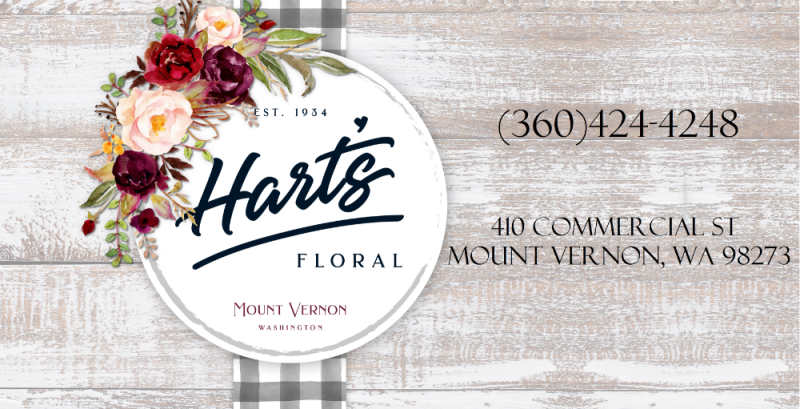 EST. 1934
Hart's
FLORAL
MOUNT VERNON
WASHINGTON
(360)424-4248
410 COMMERCIAL ST
MOUNT VERNON, WA 98273